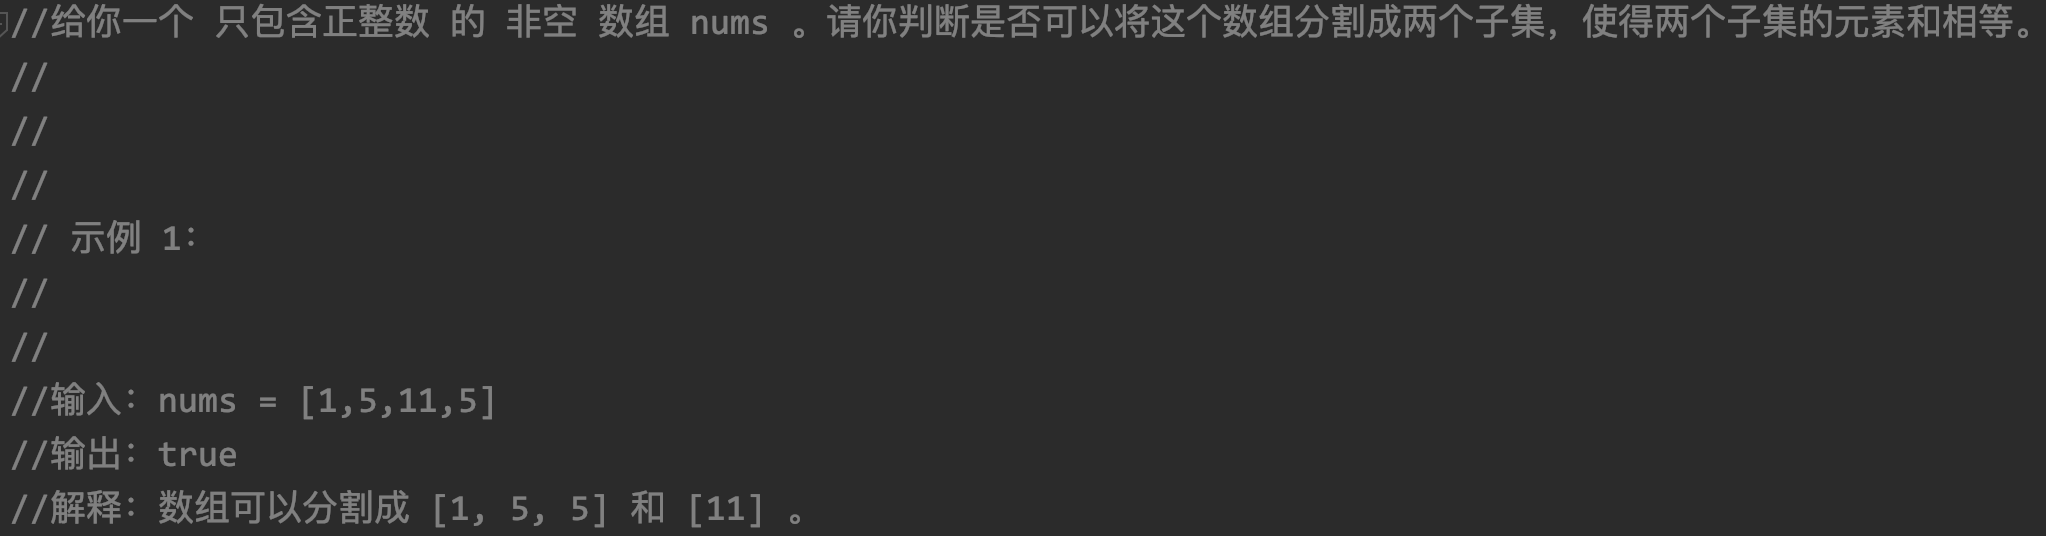 //给你一个 只包含正整数 的 非空 数组 nums 。请你判断是否可以将这个数组分割成两个子集，使得两个子集的元素和相等。
//
//
//
// 示例 1：
//
//
//输入：nums = [1,5,11,5]
//输出：true
//解释：数组可以分割成 [1, 5, 5] 和 [11] 。